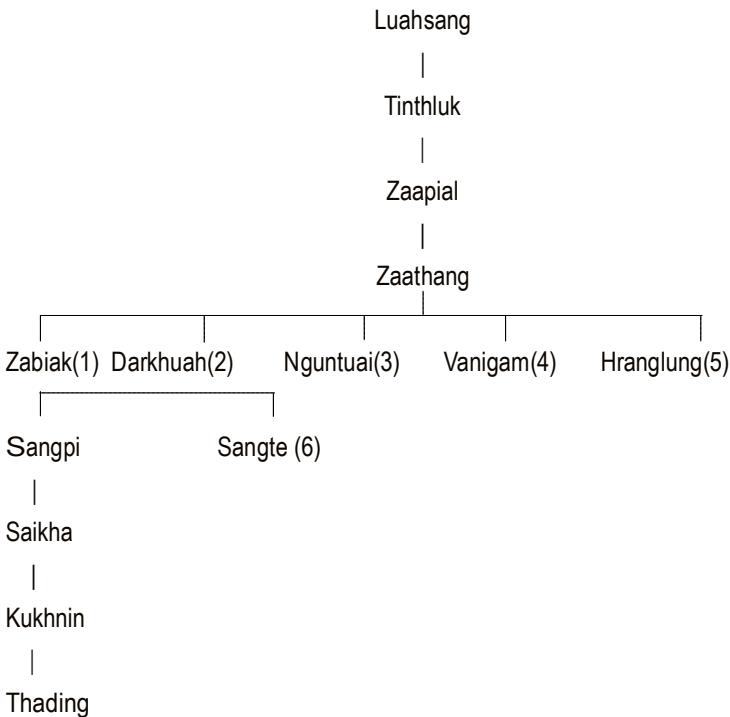 Luahsang
Tinthluk
Zaapial
Zaathang
Zabiak(1) Darkhuah(2) Nguntuai(3) Vanigam(4) Hranglung(5)
Sangpi Sangte (6)
Saikha
Kukhnin
Thading